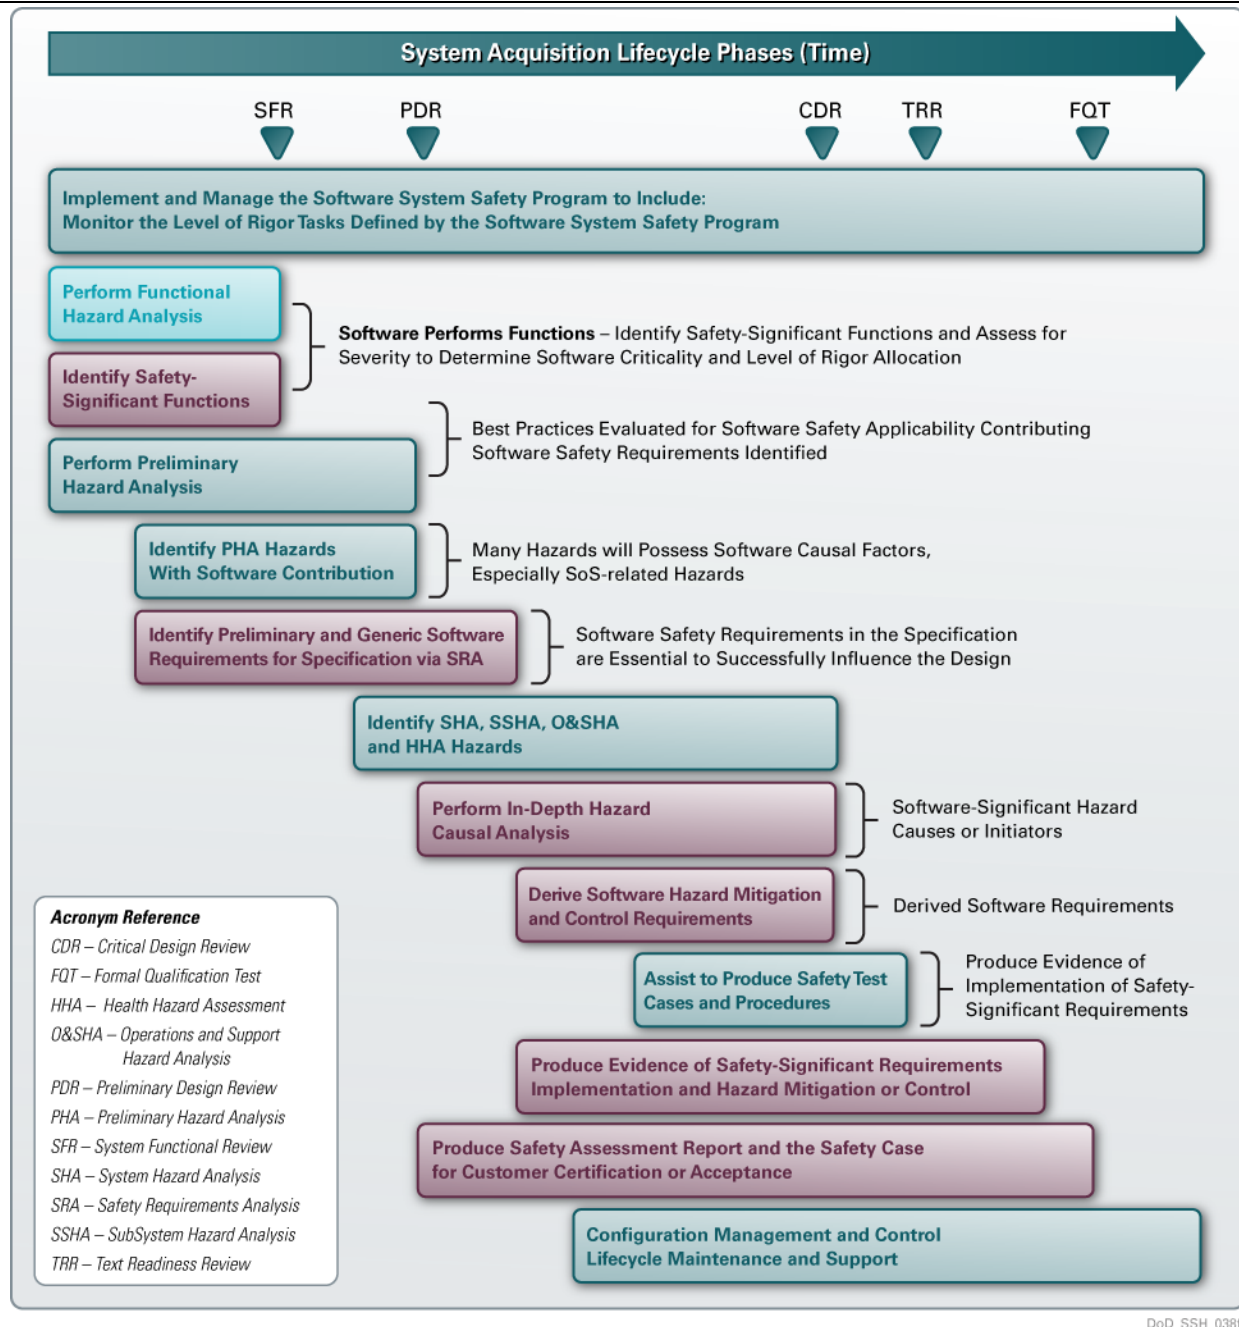 System Acquisition Lifecycle Phases (Time)
SFR
PDR
CDR
TRR
FQT
Implement and Manage the Software System Safety Program to Include:
Monitor the Level of Rigor Tasks Defined by the Software System Safety Program
Perform Functional
Hazard Analysis
Software Performs Functions – Identify Safety-Significant Functions and Assess for
Severity to Determine Software Criticality and Level of Rigor Allocation
Identify Safety-
Significant Functions
Best Practices Evaluated for Software Safety Applicability Contributing
Software Safety Requirements Identified
Perform Preliminary
Hazard Analysis
Identify PHA Hazards
With Software Contribution
Many Hazards will Possess Software Causal Factors,
Especially SoS-related Hazards
Identify Preliminary and Generic Software
Requirements for Specification via SRA
Software Safety Requirements in the Specification
are Essential to Successfully Influence the Design
Identify SHA, SSHA, O&SHA
and HHA Hazards
Perform In-Depth Hazard
Causal Analysis
Software-Significant Hazard
Causes or Initiators
Derive Software Hazard Mitigation
and Control Requirements
Derived Software Requirements
Assist to Produce Safety Test
Cases and Procedures
Produce Evidence of
Implementation of Safety-
Significant Requirements
Produce Evidence of Safety-Significant Requirements
Implementation and Hazard Mitigation or Control
Produce Safety Assessment Report and the Safety Case
for Customer Certification or Acceptance
Configuration Management and Control
Lifecycle Maintenance and Support
Acronym Reference
CDR – Critical Design Review
FQT – Formal Qualification Test
HHA – Health Hazard Assessment
O&SHA – Operations and Support
Hazard Analysis
PDR – Preliminary Design Review
PHA – Preliminary Hazard Analysis
SFR – System Functional Review
SHA – System Hazard Analysis
SRA – Safety Requirements Analysis
SSHA – SubSystem Hazard Analysis
TRR – Text Readiness Review